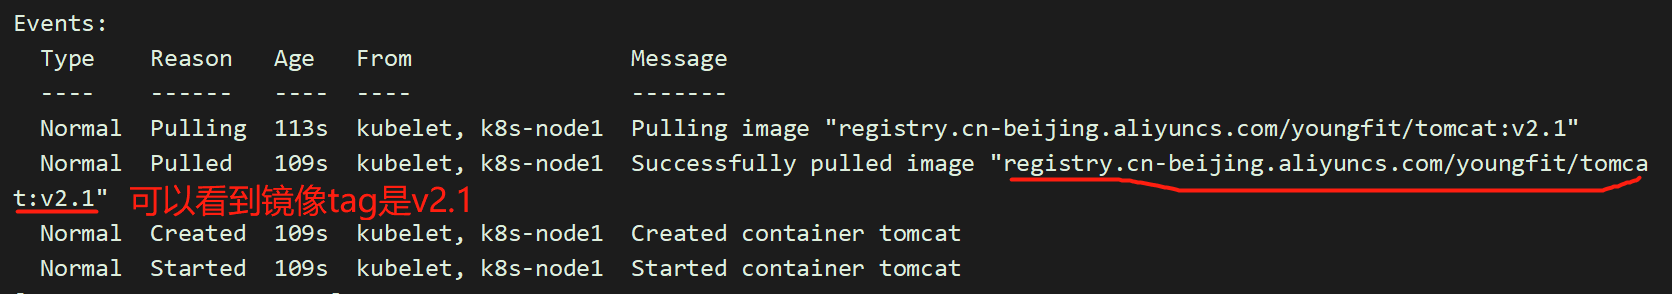 Events:
Type Reason Age From Message
---- ------ ---- ---- -------
Normal Pulling 113s kubelet, k8s-node1 Pulling image "registry.cn-beijing.aliyuncs.com/youngfit/tomcat:v2.1"
Normal Pulled 109s kubelet, k8s-node1 Successfully pulled image "registry.cn-beijing.aliyuncs.com/youngfit/tomca
t:v2.1" 可以看到镜像tag是v2.1
Normal Created 109s kubelet, k8s-node1 Created container tomcat
Normal Started 109s kubelet, k8s-node1 Started container tomcat